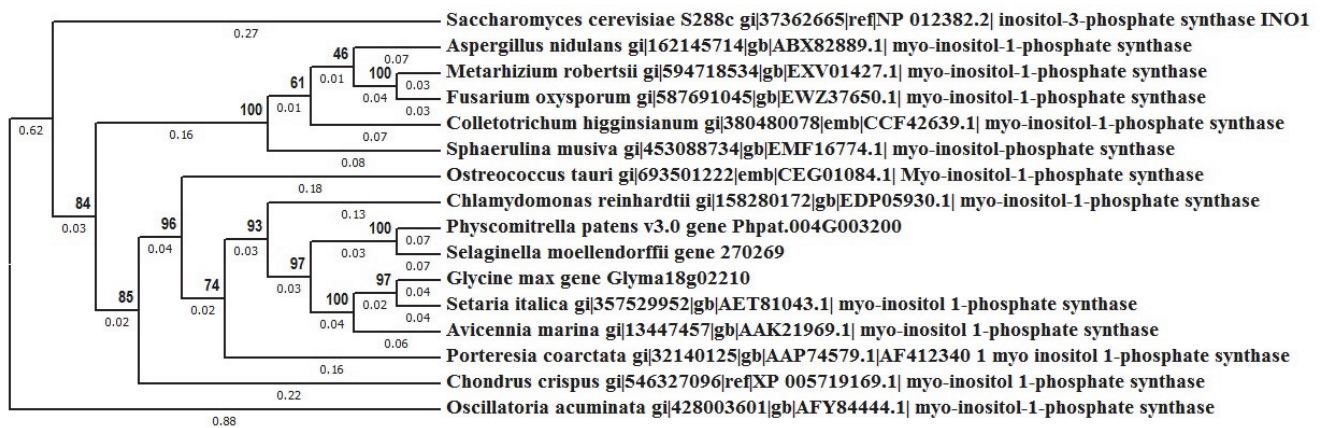 Saccharomyces cerevisiae S288c gi|37362665|ref|NP 012382.2| inositol-3-phosphate synthase INO1
0.27
Aspergillus nidulans gi|162145714|gb|ABX82889.1| myo-inositol-1-phosphate synthase
46
0.07
Metarhizium robertsii gi|594718534|gb|EXV01427.1| myo-inositol-1-phosphate synthase
100
0.01
0.03
61
0.04
Fusarium oxysporum gi|587691045|gb|EWZ37650.1| myo-inositol-1-phosphate synthase
0.01
0.03
100
Colletotrichum higginsianum gi|380480078|emb|CCF42639.1| myo-inositol-1-phosphate synthase
0.62
0.16
0.07
Sphaerulina musiva gi|453088734|gb|EMF16774.1| myo-inositol-phosphate synthase
0.08
Ostreococcus tauri gi|693501222|emb|CEG01084.1| Myo-inositol-1-phosphate synthase
0.18
84
Chlamydomonas reinhardtii gi|158280172|gb|EDP05930.1| myo-inositol-1-phosphate synthase
0.03
0.13
96
93
100
Physcomitrella patens v3.0 gene Phpat.004G003200
0.04
0.03
0.03
0.07
97
Selaginella moellendorffii gene 270269
0.07
0.03
97
Glycine max gene Glyma18g02210
85
74
100
0.02
0.04
0.02
0.02
Setaria italica gi|357529952|gb|AET81043.1| myo-inositol 1-phosphate synthase
0.04
0.04
Avicennia marina gi|13447457|gb|AAK21969.1| myo-inositol 1-phosphate synthase
0.06
Porteresia coarctata gi|32140125|gb|AAP74579.1|AF412340 1 myo inositol 1-phosphate synthase
0.16
Chondrus crispus gi|546327096|ref|XP 005719169.1| myo-inositol 1-phosphate synthase
0.22
Oscillatoria acuminata gi|428003601|gb|AFY84444.1| myo-inositol-1-phosphate synthase
0.88